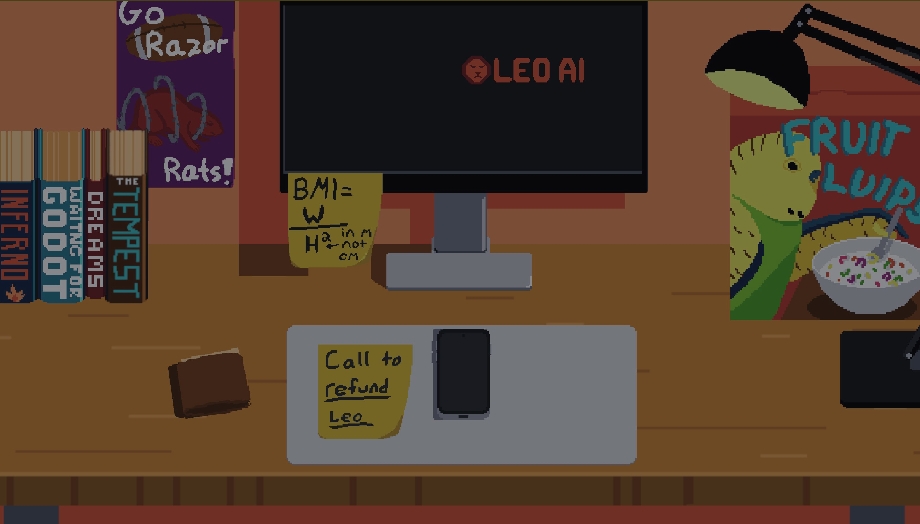 Go
Razor
Rats!
LEO AI
BMI=
W
H² in m
not
cm
FRUIT
LUIPS
INFERNO
WAITNG FOR
GODOT
DREAMS
THE
TEMPEST
Call to
refund
Leo